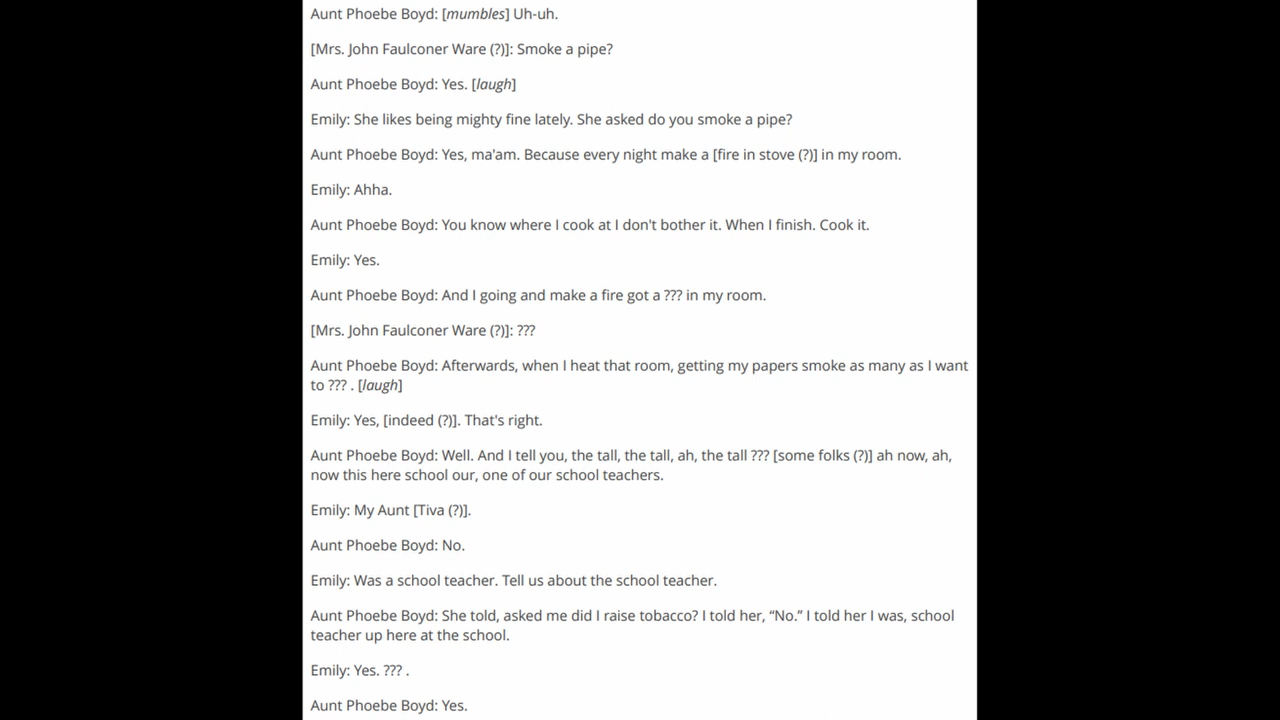 Aunt Phoebe Boyd: [mumbles] Uh-uh.
[Mrs. John Faulconer Ware (?)]: Smoke a pipe?
Aunt Phoebe Boyd: Yes. [laugh]
Emily: She likes being mighty fine lately. She asked do you smoke a pipe?
Aunt Phoebe Boyd: Yes, ma'am. Because every night make a [fire in stove (?)] in my room.
Emily: Ahha.
Aunt Phoebe Boyd: You know where I cook at I don't bother it. When I finish. Cook it.
Emily: Yes.
Aunt Phoebe Boyd: And I going and make a fire got a ??? in my room.
[Mrs. John Faulconer Ware (?)]: ???
Aunt Phoebe Boyd: Afterwards, when I heat that room, getting my papers smoke as many as I want
to ??? . [laugh]
Emily: Yes, [indeed (?)]. That's right.
Aunt Phoebe Boyd: Well. And I tell you, the tall, the tall, ah, the tall ??? [some folks (?)] ah now, ah,
now this here school our, one of our school teachers.
Emily: My Aunt [Tiva (?)].
Aunt Phoebe Boyd: No.
Emily: Was a school teacher. Tell us about the school teacher.
Aunt Phoebe Boyd: She told, asked me did I raise tobacco? I told her, “No.” I told her I was, school
teacher up here at the school.
Emily: Yes. ??? .
Aunt Phoebe Boyd: Yes.